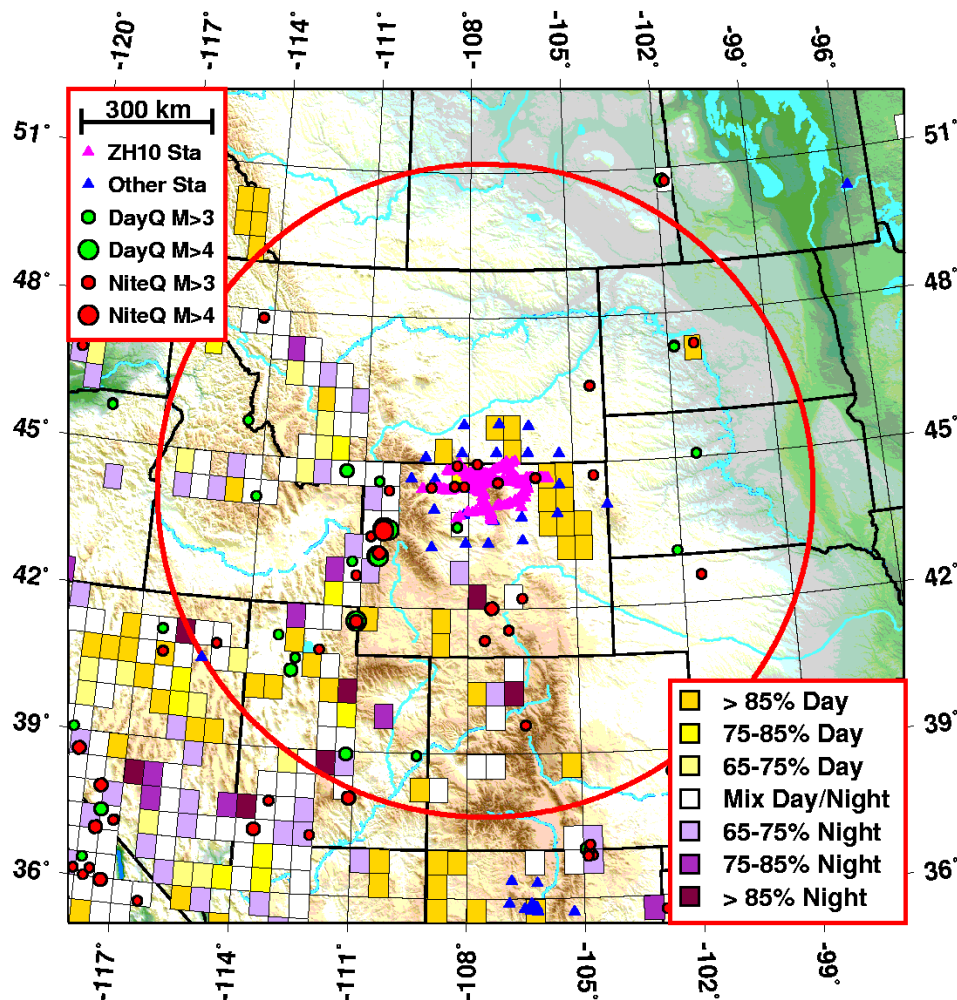 -120° -117° -114° -111° -108° -105° -102° -99° -96°
300 km
ZH10 Sta
Other Sta
DayQ M>3
DayQ M>4
NiteQ M>3
NiteQ M>4
51° 51°
48° 48°
45° 45°
42° 42°
39° 39°
36° 36°
> 85% Day
75-85% Day
65-75% Day
Mix Day/Night
65-75% Night
75-85% Night
> 85% Night
-117° -114° -111° -108° -105° -102° -99°